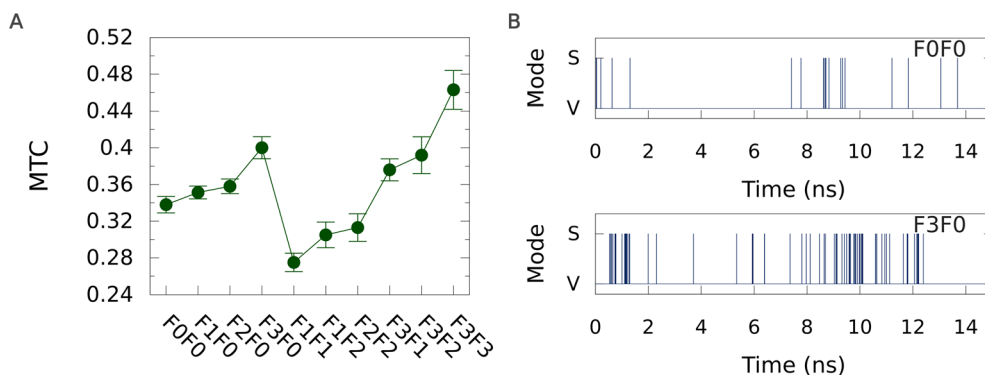 A
MTC
0.52
0.48
0.44
0.4
0.36
0.32
0.28
0.24
F0F0
F1F0
F2F0
F3F0
F1F1
F1F2
F2F2
F3F1
F3F2
F3F3
B
F0F0
Mode
S
V
0 2 4 6 8 10 12 14
Time (ns)
F3F0
Mode
S
V
0 2 4 6 8 10 12 14
Time (ns)